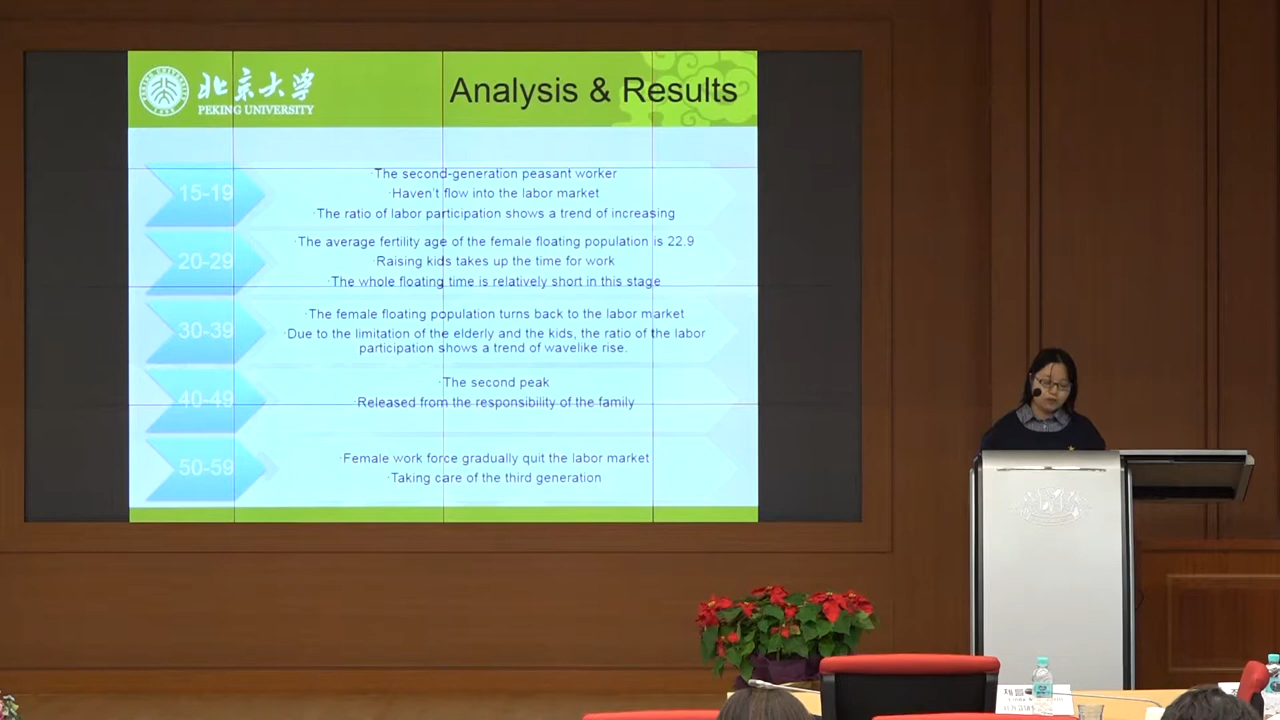 北京大学
PEKING UNIVERSITY
Analysis & Results
15-19
·The second-generation peasant worker
·Haven't flow into the labor market
·The ratio of labor participation shows a trend of increasing
20-29
·The average fertility age of the female floating population is 22.9
·Raising kids takes up the time for work
·The whole floating time is relatively short in this stage
30-39
·The female floating population turns back to the labor market
·Due to the limitation of the elderly and the kids, the ratio of the labor
participation shows a trend of wavelike rise.
40-49
·The second peak
·Released from the responsibility of the family
50-59
·Female work force gradually quit the labor market
·Taking care of the third generation